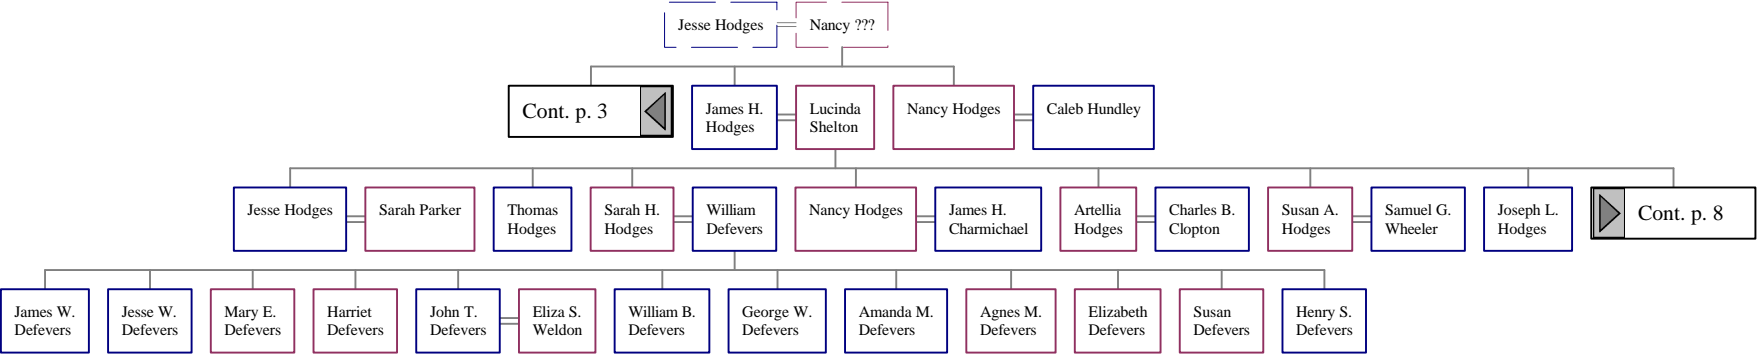 Jesse Hodges
Nancy ???
Cont. p. 3
James H.
Hodges
Lucinda
Shelton
Nancy Hodges
Caleb Hundley
Jesse Hodges
Sarah Parker
Thomas
Hodges
Sarah H.
Hodges
William
Defevers
Nancy Hodges
James H.
Charmichael
Artellia
Hodges
Charles B.
Clopton
Susan A.
Hodges
Samuel G.
Wheeler
Joseph L.
Hodges
Cont. p. 8
James W.
Defevers
Jesse W.
Defevers
Mary E.
Defevers
Harriet
Defevers
John T.
Defevers
Eliza S.
Weldon
William B.
Defevers
George W.
Defevers
Amanda M.
Defevers
Agnes M.
Defevers
Elizabeth
Defevers
Susan
Defevers
Henry S.
Defevers